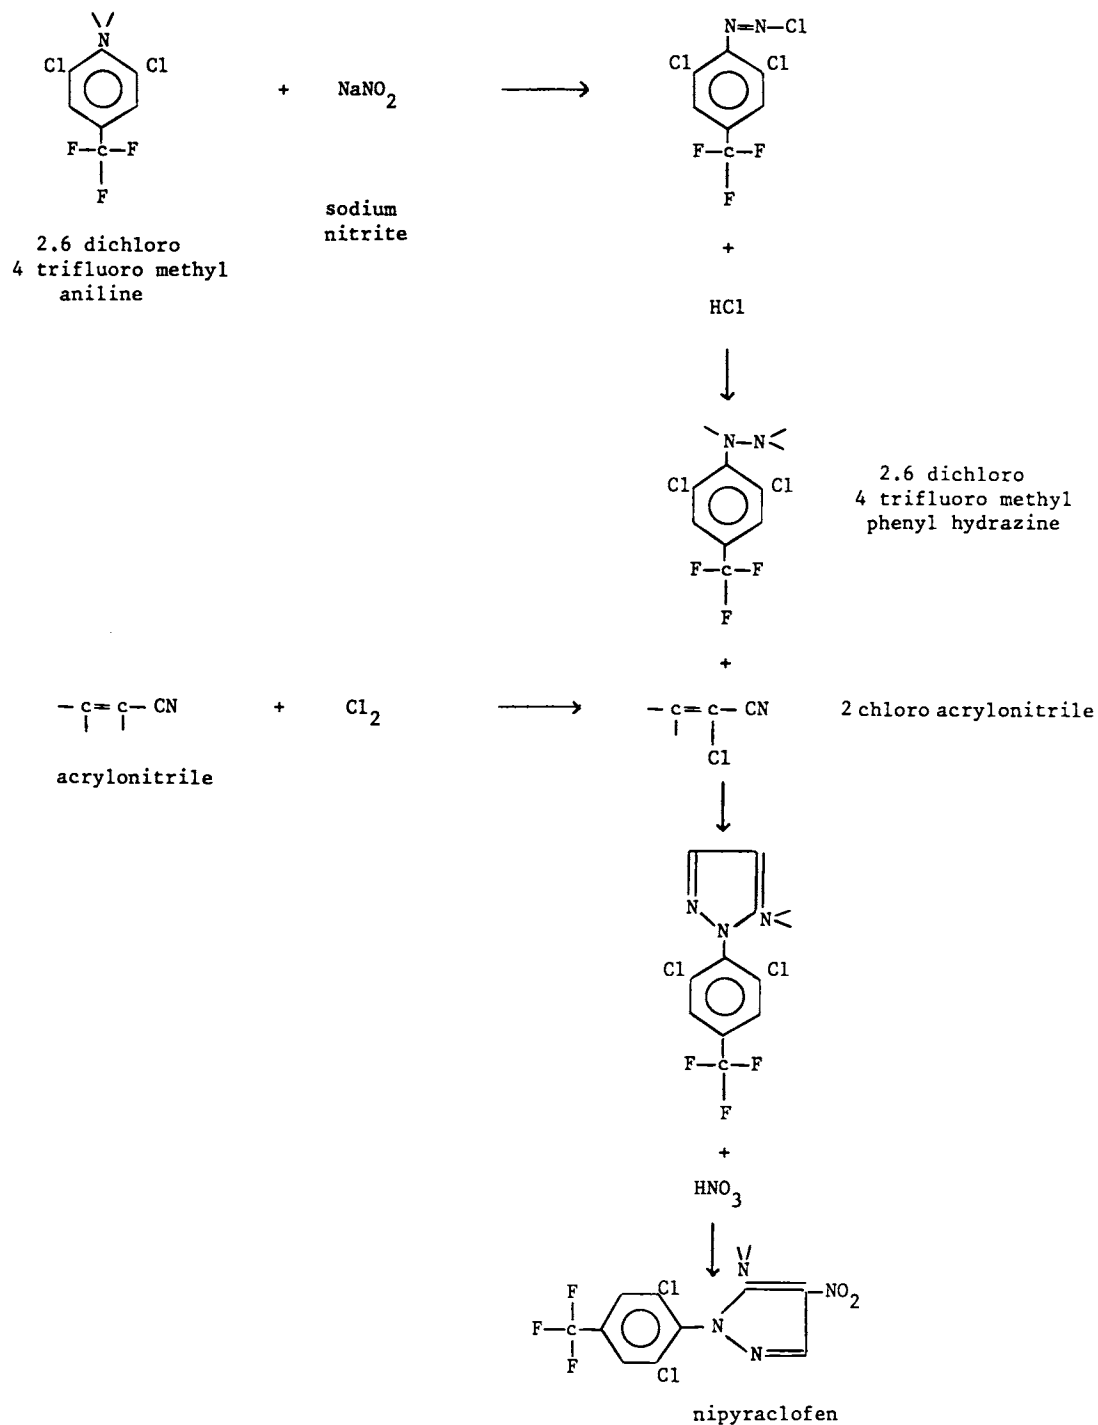 N
Cl Cl
F—C—F
F
2.6 dichloro
4 trifluoro methyl
aniline
+
NaNO2
sodium
nitrite
N=N—Cl
Cl Cl
F—C—F
F
+
HCl
N—N
Cl Cl
F—C—F
F
2.6 dichloro
4 trifluoro methyl
phenyl hydrazine
+
—C=C—CN + Cl2
acrylonitrile
—C=C—CN
Cl
2 chloro acrylonitrile
N
N
N
Cl Cl
F—C—F
F
+
HNO3
F
F—C
F
Cl
Cl
N
N
N
NO2
nipyraclofen